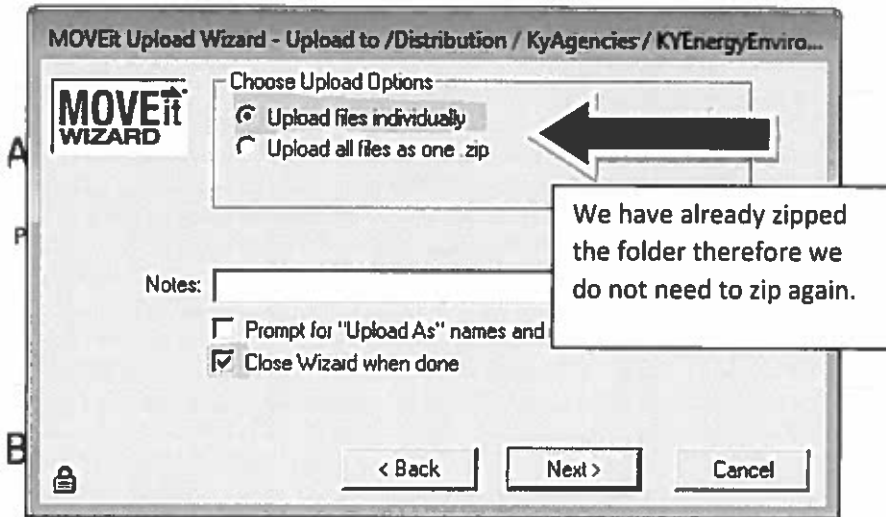 MOVEit Upload Wizard - Upload to /Distribution / KyAgencies / KYEnergyEnviro...
MOVEit
WIZARD
Choose Upload Options
Upload files individually
Upload all files as one .zip
We have already zipped
the folder therefore we
do not need to zip again.
Notes:
Prompt for "Upload As" names and
Close Wizard when done
< Back
Next >
Cancel
A
P
B